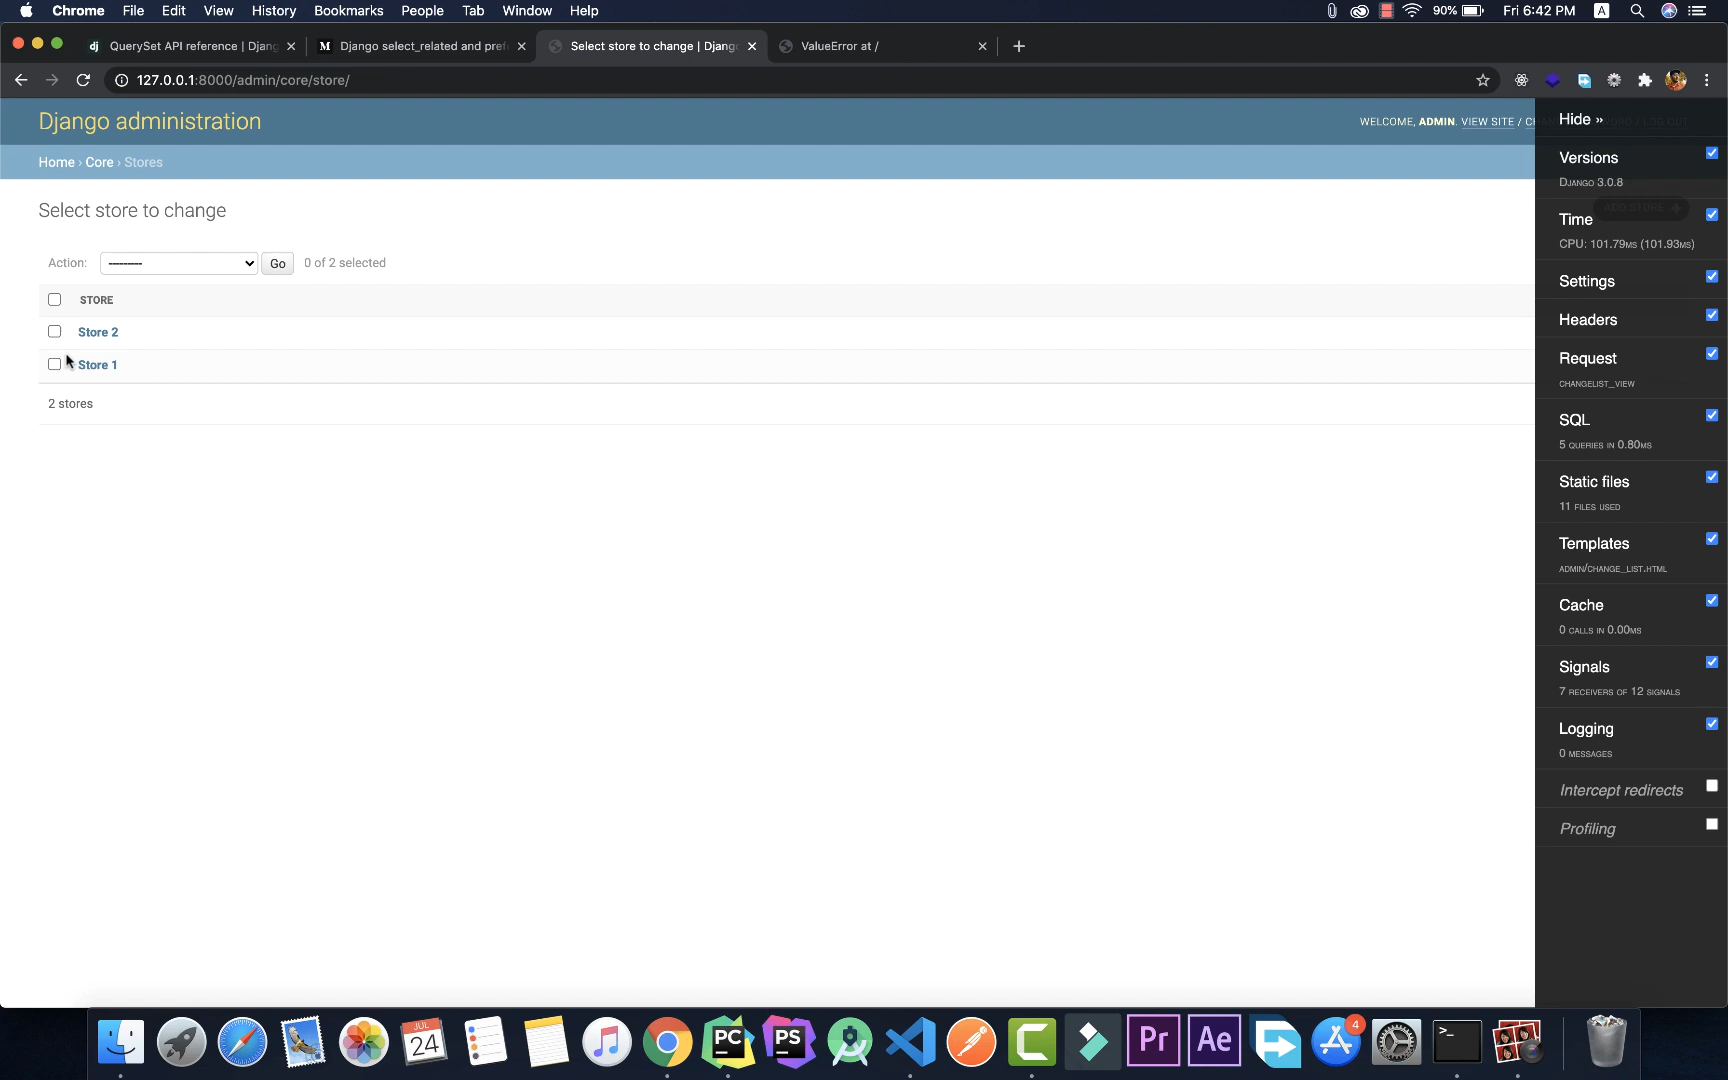 Chrome File Edit View History Bookmarks People Tab Window Help 90% Fri 6:42 PM A
dj QuerySet API reference | Djang
M Django select_related and pref
Select store to change | Djang
ValueError at /
127.0.0.1:8000/admin/core/store/
Django administration
WELCOME, ADMIN. VIEW SITE /
Home › Core › Stores
Select store to change
Action: --------- Go 0 of 2 selected
STORE
Store 2
Store 1
2 stores
Hide »
Versions
DJANGO 3.0.8
ADD STORE +
Time
CPU: 101.79MS (101.93MS)
Settings
Headers
Request
CHANGELIST_VIEW
SQL
5 QUERIES IN 0.80MS
Static files
11 FILES USED
Templates
ADMIN/CHANGE_LIST.HTML
Cache
0 CALLS IN 0.00MS
Signals
7 RECEIVERS OF 12 SIGNALS
Logging
0 MESSAGES
Intercept redirects
Profiling
JUL
24
PC
PS
C
Pr
Ae
4
>_